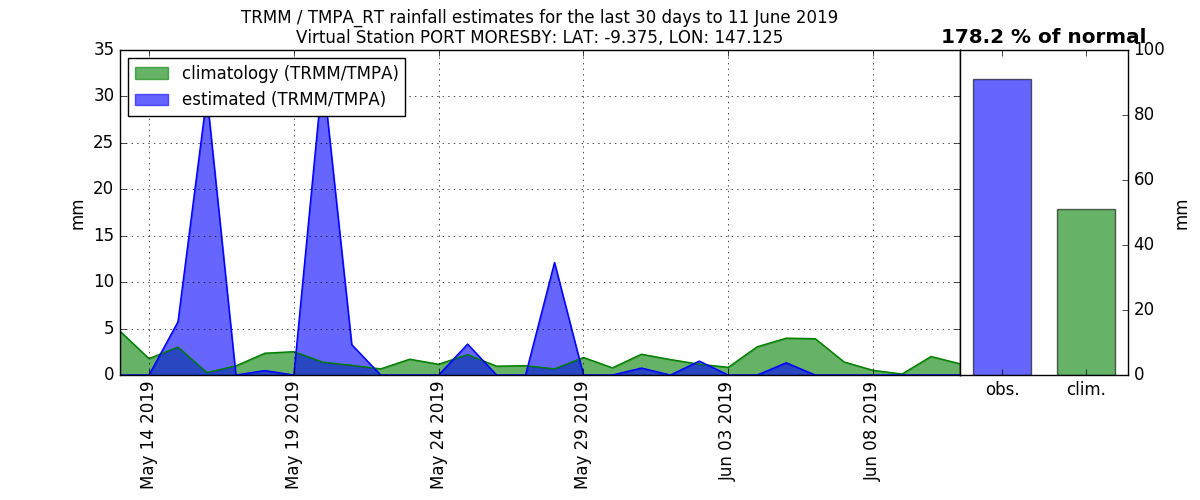 TRMM / TMPA_RT rainfall estimates for the last 30 days to 11 June 2019
Virtual Station PORT MORESBY: LAT: -9.375, LON: 147.125
178.2 % of normal
climatology (TRMM/TMPA)
estimated (TRMM/TMPA)
35
30
25
20
15
10
5
0
mm
May 14 2019
May 19 2019
May 24 2019
May 29 2019
Jun 03 2019
Jun 08 2019
100
80
60
40
20
0
mm
obs.
clim.